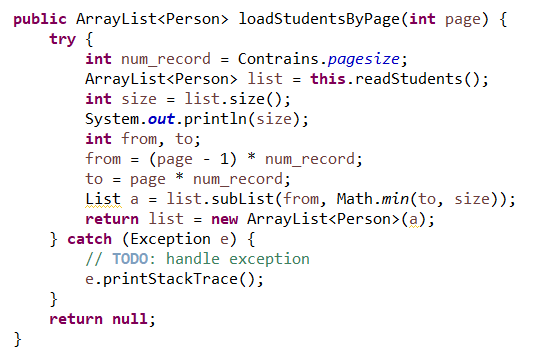 public ArrayList<Person> loadStudentsByPage(int page) {
try {
int num_record = Contrains.pagesize;
ArrayList<Person> list = this.readStudents();
int size = list.size();
System.out.println(size);
int from, to;
from = (page - 1) * num_record;
to = page * num_record;
List a = list.subList(from, Math.min(to, size));
return list = new ArrayList<Person>(a);
} catch (Exception e) {
// TODO: handle exception
e.printStackTrace();
}
return null;
}